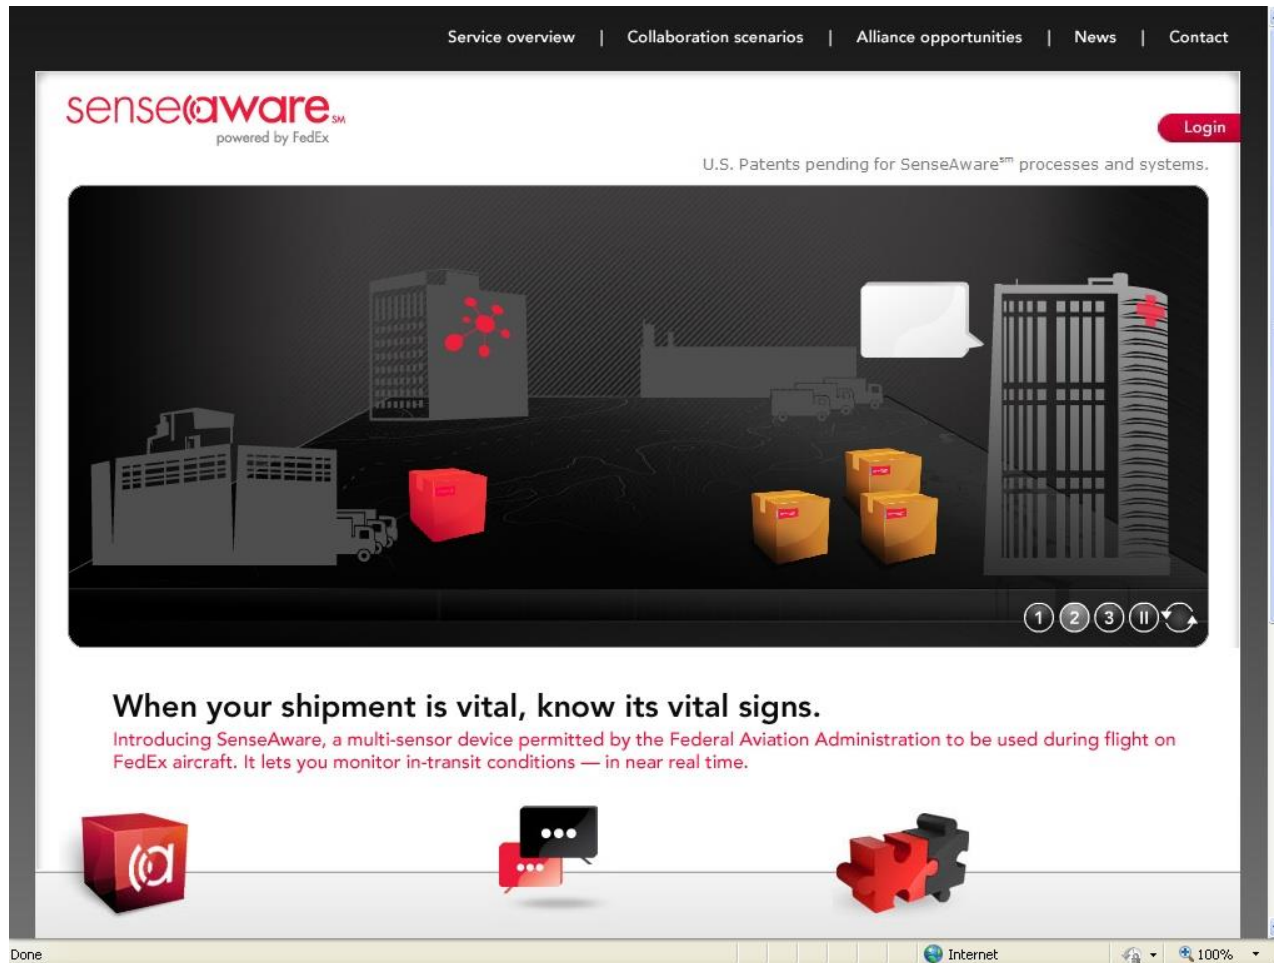 Service overview | Collaboration scenarios | Alliance opportunities | News | Contact
senseaware SM
powered by FedEx
Login
U.S. Patents pending for SenseAware℠ processes and systems.
1 2 3
When your shipment is vital, know its vital signs.
Introducing SenseAware, a multi-sensor device permitted by the Federal Aviation Administration to be used during flight on
FedEx aircraft. It lets you monitor in-transit conditions — in near real time.
Done Internet 100%